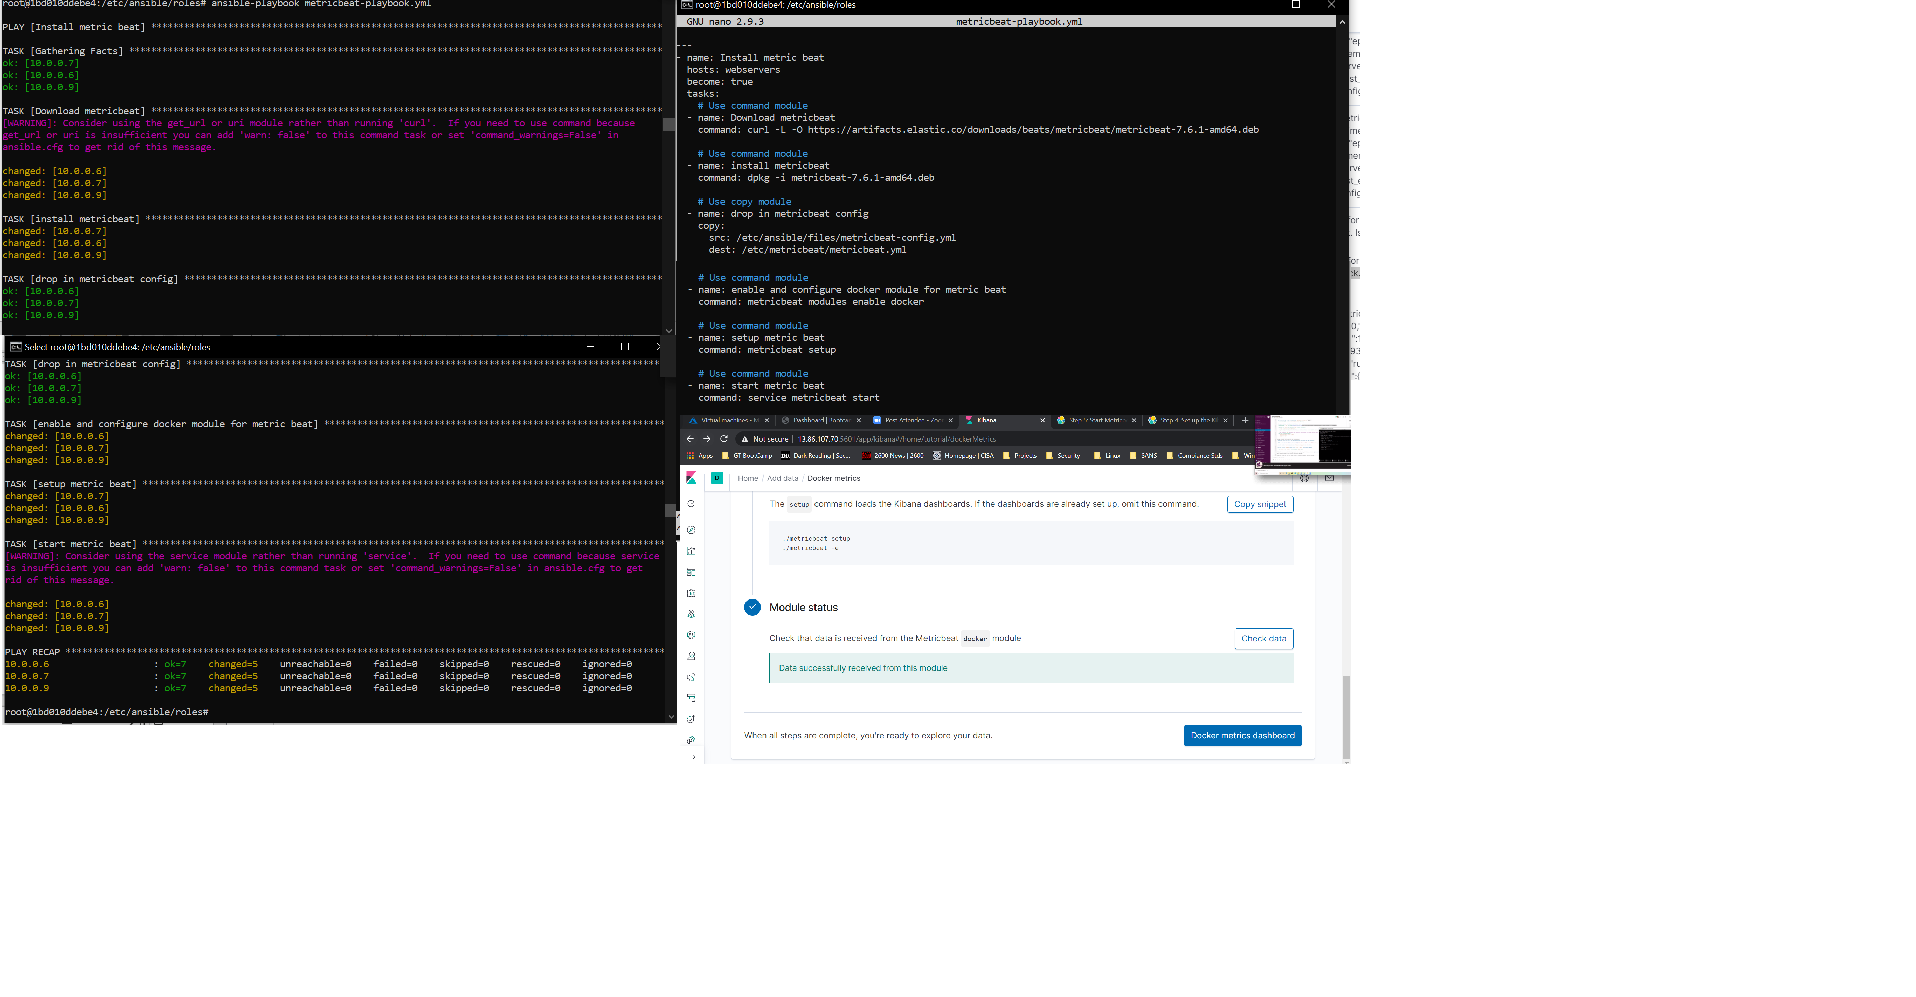 root@1bd010ddebe4:/etc/ansible/roles# ansible-playbook metricbeat-playbook.yml
PLAY [Install metric beat] ***********************************************************************************************
TASK [Gathering Facts] ***************************************************************************************************
ok: [10.0.0.7]
ok: [10.0.0.6]
ok: [10.0.0.9]
TASK [Download metricbeat] ***********************************************************************************************
[WARNING]: Consider using the get_url or uri module rather than running 'curl'.  If you need to use command because
get_url or uri is insufficient you can add 'warn: false' to this command task or set 'command_warnings=False' in
ansible.cfg to get rid of this message.
changed: [10.0.0.6]
changed: [10.0.0.7]
changed: [10.0.0.9]
TASK [install metricbeat] ************************************************************************************************
changed: [10.0.0.7]
changed: [10.0.0.6]
changed: [10.0.0.9]
TASK [drop in metricbeat config] *****************************************************************************************
ok: [10.0.0.6]
ok: [10.0.0.7]
ok: [10.0.0.9]
Select root@1bd010ddebe4: /etc/ansible/roles
TASK [drop in metricbeat config] *****************************************************************************************
ok: [10.0.0.6]
ok: [10.0.0.7]
ok: [10.0.0.9]
TASK [enable and configure docker module for metric beat] ****************************************************************
changed: [10.0.0.6]
changed: [10.0.0.7]
changed: [10.0.0.9]
TASK [setup metric beat] *************************************************************************************************
changed: [10.0.0.7]
changed: [10.0.0.6]
changed: [10.0.0.9]
TASK [start metric beat] *************************************************************************************************
[WARNING]: Consider using the service module rather than running 'service'.  If you need to use command because service
is insufficient you can add 'warn: false' to this command task or set 'command_warnings=False' in ansible.cfg to get
rid of this message.
changed: [10.0.0.6]
changed: [10.0.0.7]
changed: [10.0.0.9]
PLAY RECAP ***************************************************************************************************************
10.0.0.6 : ok=7 changed=5 unreachable=0 failed=0 skipped=0 rescued=0 ignored=0
10.0.0.7 : ok=7 changed=5 unreachable=0 failed=0 skipped=0 rescued=0 ignored=0
10.0.0.9 : ok=7 changed=5 unreachable=0 failed=0 skipped=0 rescued=0 ignored=0
root@1bd010ddebe4:/etc/ansible/roles#
root@1bd010ddebe4: /etc/ansible/roles
GNU nano 2.9.3 metricbeat-playbook.yml
---
- name: Install metric beat
hosts: webservers
become: true
tasks:
# Use command module
- name: Download metricbeat
command: curl -L -O https://artifacts.elastic.co/downloads/beats/metricbeat/metricbeat-7.6.1-amd64.deb
# Use command module
- name: install metricbeat
command: dpkg -i metricbeat-7.6.1-amd64.deb
# Use copy module
- name: drop in metricbeat config
copy:
src: /etc/ansible/files/metricbeat-config.yml
dest: /etc/metricbeat/metricbeat.yml
# Use command module
- name: enable and configure docker module for metric beat
command: metricbeat modules enable docker
# Use command module
- name: setup metric beat
command: metricbeat setup
# Use command module
- name: start metric beat
command: service metricbeat start
Kibana
Not secure | 13.86.107.70:5601/app/kibana#/home/tutorial/dockerMetrics
Apps GT BootCamp Dark Reading | Sec... 2600 News | 2600 Homepage | CISA Projects Security Linux SANS Compliance Stds Win
D Home / Add data / Docker metrics
The setup command loads the Kibana dashboards. If the dashboards are already set up, omit this command. Copy snippet
./metricbeat setup
./metricbeat -e
Module status
Check that data is received from the Metricbeat docker module Check data
Data successfully received from this module
When all steps are complete, you're ready to explore your data. Docker metrics dashboard